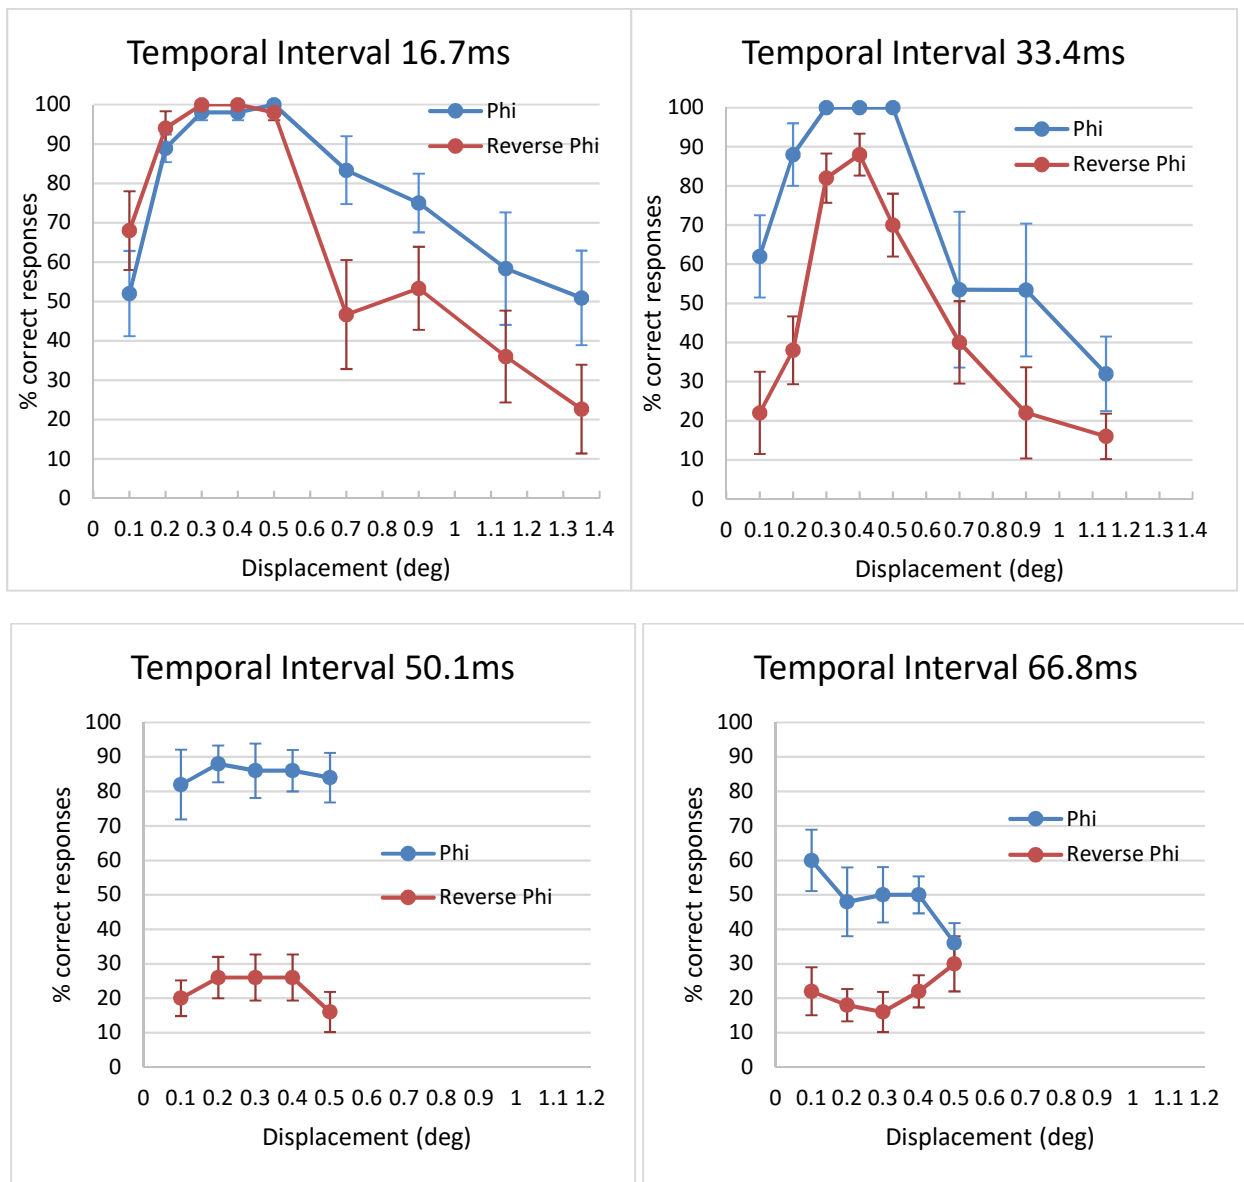 Temporal Interval 16.7ms
100
90
80
70
60
50
40
30
20
10
0
% correct responses
Phi
Reverse Phi
0 0.1 0.2 0.3 0.4 0.5 0.7 0.9 1 1.1 1.2 1.3 1.4
Displacement (deg)
Temporal Interval 33.4ms
100
90
80
70
60
50
40
30
20
10
0
% correct responses
Phi
Reverse Phi
0 0.1 0.2 0.3 0.4 0.5 0.7 0.9 1 1.1 1.2 1.3 1.4
Displacement (deg)
Temporal Interval 50.1ms
100
90
80
70
60
50
40
30
20
10
0
% correct responses
Phi
Reverse Phi
0 0.1 0.2 0.3 0.4 0.5 0.6 0.7 0.8 0.9 1 1.1 1.2
Displacement (deg)
Temporal Interval 66.8ms
100
90
80
70
60
50
40
30
20
10
0
% correct responses
Phi
Reverse Phi
0 0.1 0.2 0.3 0.4 0.5 0.6 0.7 0.8 0.9 1 1.1 1.2
Displacement (deg)